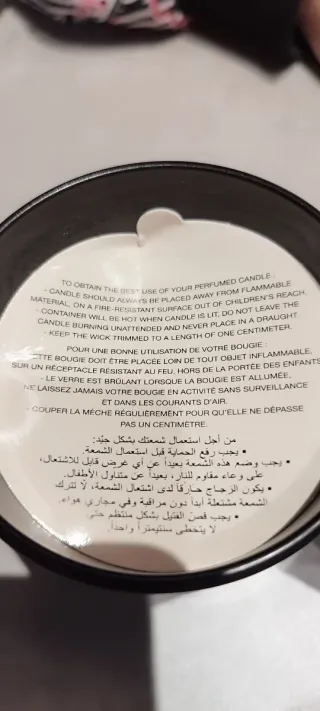 TO OBTAIN THE BEST USE OF YOUR PERFUMED CANDLE :
- CANDLE SHOULD ALWAYS BE PLACED AWAY FROM FLAMMABLE
MATERIAL, ON A FIRE-RESISTANT SURFACE OUT OF CHILDREN'S REACH.
- CONTAINER WILL BE HOT WHEN CANDLE IS LIT, DO NOT LEAVE THE
CANDLE BURNING UNATTENDED AND NEVER PLACE IN A DRAUGHT.
- KEEP THE WICK TRIMMED TO A LENGTH OF ONE CENTIMETER.
POUR UNE BONNE UTILISATION DE VOTRE BOUGIE :
CETTE BOUGIE DOIT ÊTRE PLACÉE LOIN DE TOUT OBJET INFLAMMABLE,
SUR UN RÉCEPTACLE RÉSISTANT AU FEU, HORS DE LA PORTÉE DES ENFANTS
- LE VERRE EST BRÛLANT LORSQUE LA BOUGIE EST ALLUMÉE,
NE LAISSEZ JAMAIS VOTRE BOUGIE EN ACTIVITÉ SANS SURVEILLANCE
ET DANS LES COURANTS D'AIR.
- COUPER LA MÈCHE RÉGULIÈREMENT POUR QU'ELLE NE DÉPASSE
PAS UN CENTIMÈTRE.
من أجل استعمال شمعتك بشكل جيّد:
• يجب رفع الحماية قبل استعمال الشمعة.
• يجب وضع هذه الشمعة بعيداً عن أي غرض قابل للاشتعال،
على وعاء مقاوم للنار، بعيداً عن متناول الأطفال.
• يكون الزجاج حارقاً لدى اشتعال الشمعة، لا تترك
الشمعة مشتعلة أبداً دون مراقبة وفي مجاري هواء.
• يجب قص الفتيل بشكل منتظم حتى
لا يتخطى سنتيمتراً واحداً.